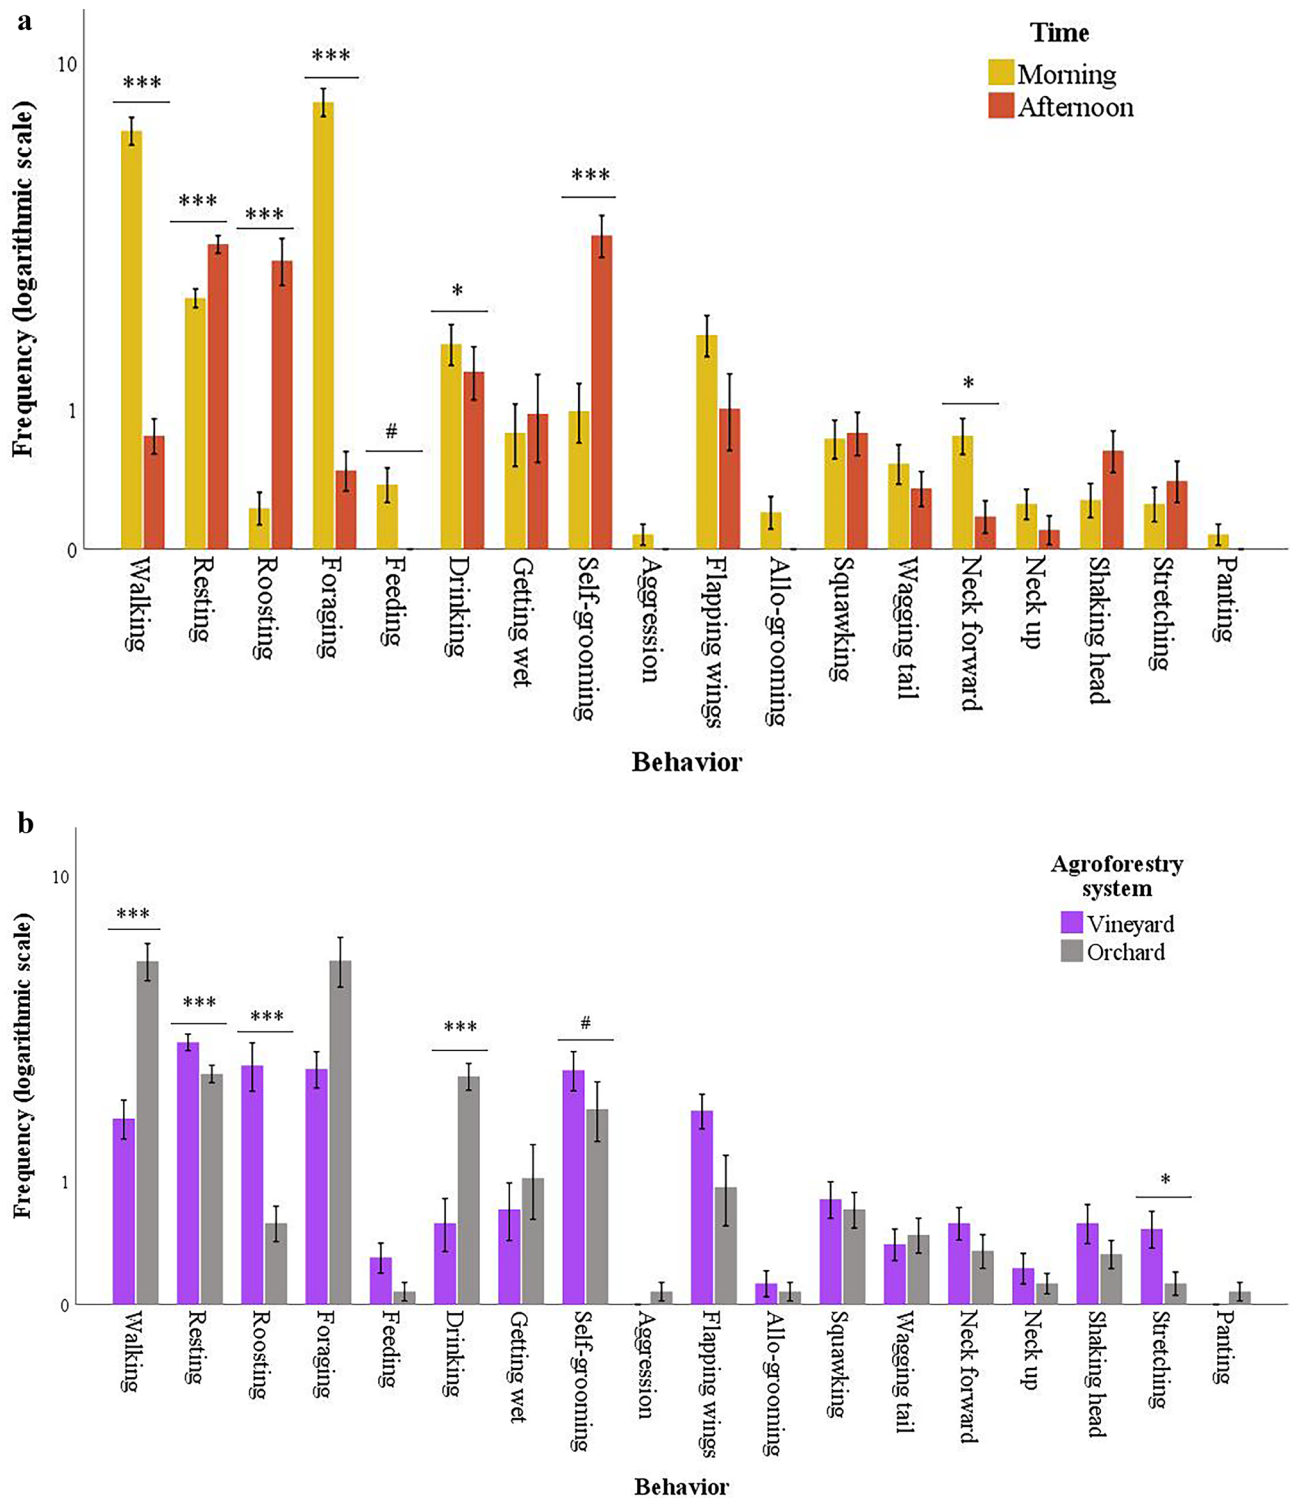 a
Time
Morning
Afternoon
Frequency (logarithmic scale)
10
1
0
***
***
***
***
#
*
***
*
Walking
Resting
Roosting
Foraging
Feeding
Drinking
Getting wet
Self-grooming
Aggression
Flapping wings
Allo-grooming
Squawking
Wagging tail
Neck forward
Neck up
Shaking head
Stretching
Panting
Behavior
b
Agroforestry
system
Vineyard
Orchard
Frequency (logarithmic scale)
10
1
0
***
***
***
***
#
*
Walking
Resting
Roosting
Foraging
Feeding
Drinking
Getting wet
Self-grooming
Aggression
Flapping wings
Allo-grooming
Squawking
Wagging tail
Neck forward
Neck up
Shaking head
Stretching
Panting
Behavior